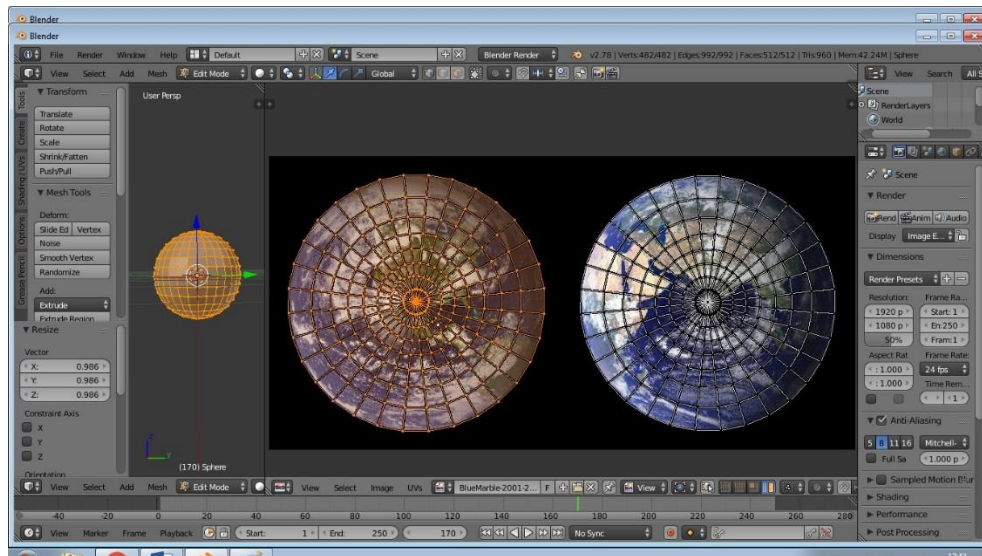 Blender
Blender
File Render Window Help Default Scene Blender Render v2.78 | Verts:482/482 | Edges:992/992 | Faces:512/512 | Tris:960 | Mem:42.24M | Sphere
View Select Add Mesh Edit Mode Global View Search All S
Tools
Create
Shading / UVs
Options
Grease Pencil
Transform
Translate
Rotate
Scale
Shrink/Fatten
Push/Pull
Mesh Tools
Deform:
Slide Ed Vertex
Noise
Smooth Vertex
Randomize
Add:
Extrude
Extrude Region
Resize
Vector
X: 0.986
Y: 0.986
Z: 0.986
Constraint Axis
X
Y
Z
Orientation
User Persp
(170) Sphere
Scene
RenderLayers
World
Scene
Render
Rend Anim Audio
Display Image E...
Dimensions
Render Presets
Resolution: Frame Ra...
1920 p Start: 1
1080 p En:250
50% Fram:1
Aspect Rat Frame Rate:
: 1.000 24 fps
: 1.000 Time Rem...
Anti-Aliasing
5 8 11 16 Mitchell-
Full Sa 1.000 p
Sampled Motion Blur
Shading
Performance
Post Processing
View Select Add Mesh Edit Mode View Select Image UVs BlueMarble-2001-2... F View
-40 -20 0 20 40 60 80 100 120 140 160 180 200 220 240 260 280
View Marker Frame Playback Start: 1 End: 250 170 No Sync